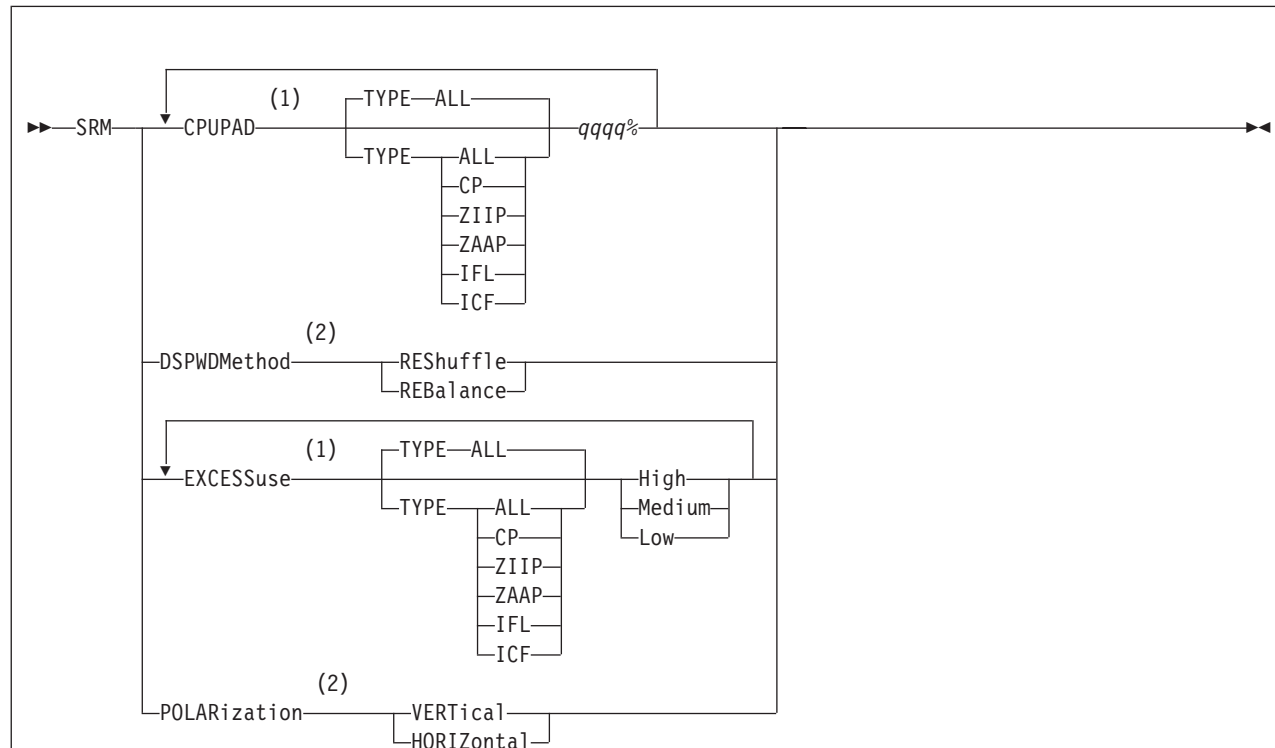 (1)
TYPE ALL
SRM CPUPAD qqqq%
TYPE ALL
CP
ZIIP
ZAAP
IFL
ICF
(2)
DSPWDMethod REShuffle
REBalance
(1)
TYPE ALL
EXCESSuse High
TYPE ALL Medium
CP Low
ZIIP
ZAAP
IFL
ICF
(2)
POLARization VERTical
HORIZontal